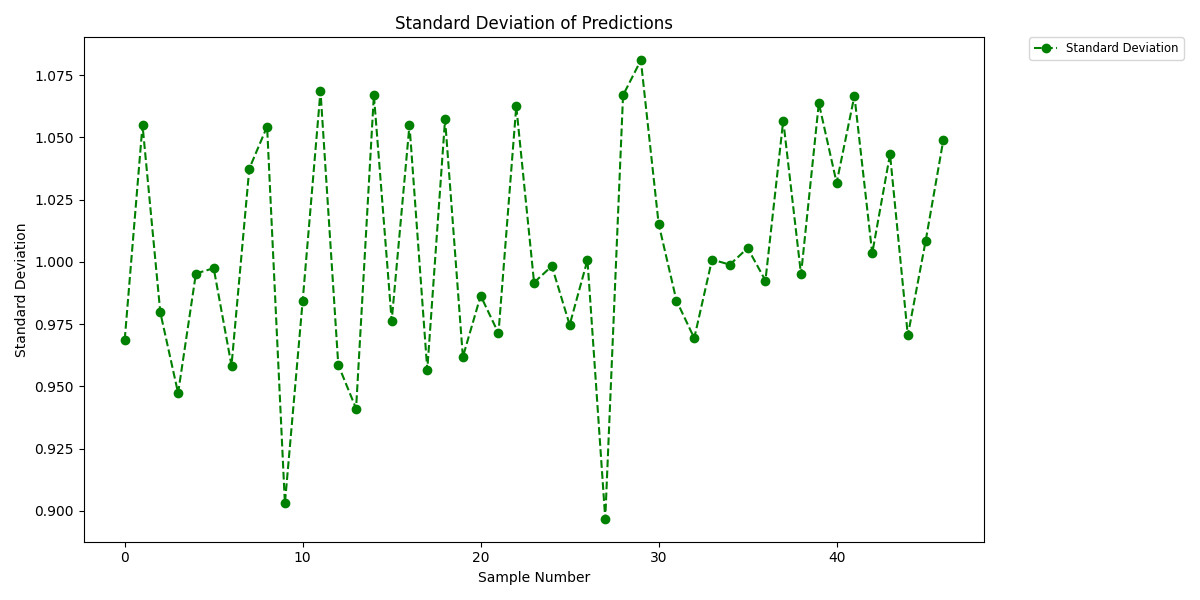 Standard Deviation of Predictions
Standard Deviation
1.075
1.050
1.025
1.000
0.975
0.950
0.925
0.900
Standard Deviation
0 10 20 30 40
Sample Number